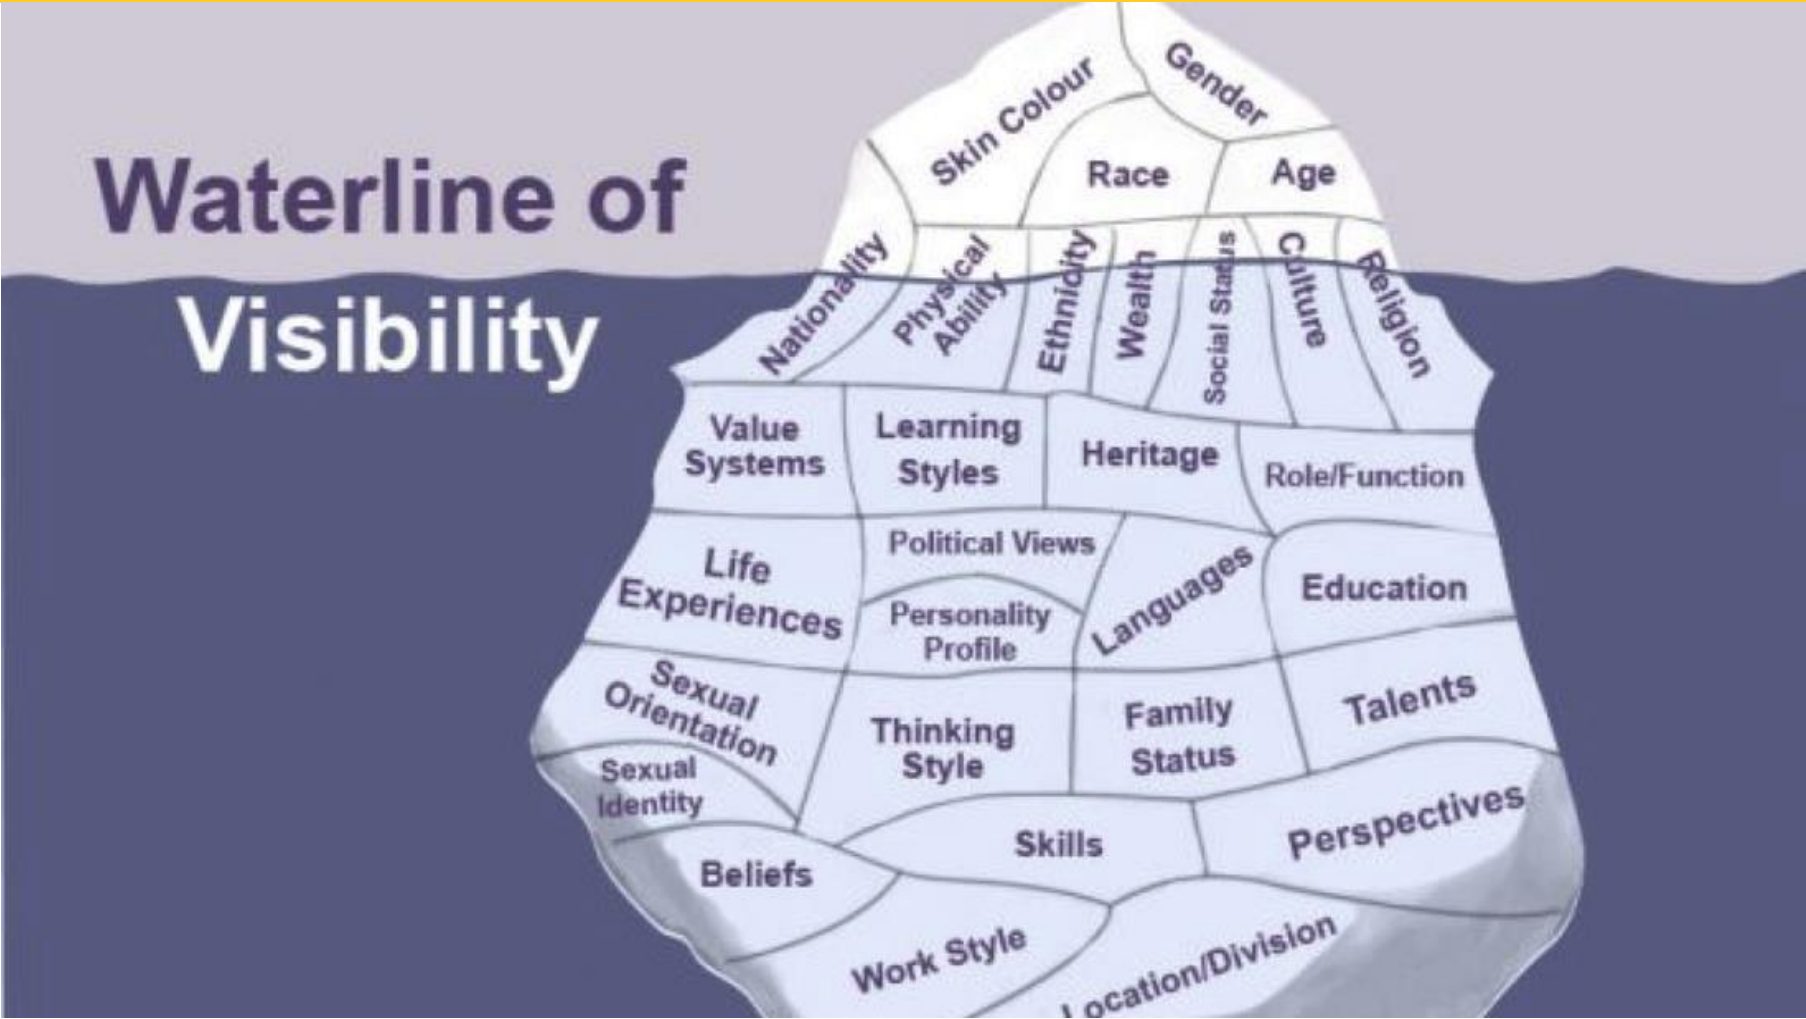 Waterline of
Visibility
Skin Colour
Gender
Race
Age
Nationality
Physical
Ability
Ethnicity
Wealth
Social Status
Culture
Religion
Value
Systems
Learning
Styles
Heritage
Role/Function
Life
Experiences
Political Views
Personality
Profile
Languages
Education
Sexual
Orientation
Thinking
Style
Family
Status
Talents
Sexual
Identity
Beliefs
Skills
Perspectives
Work Style
Location/Division